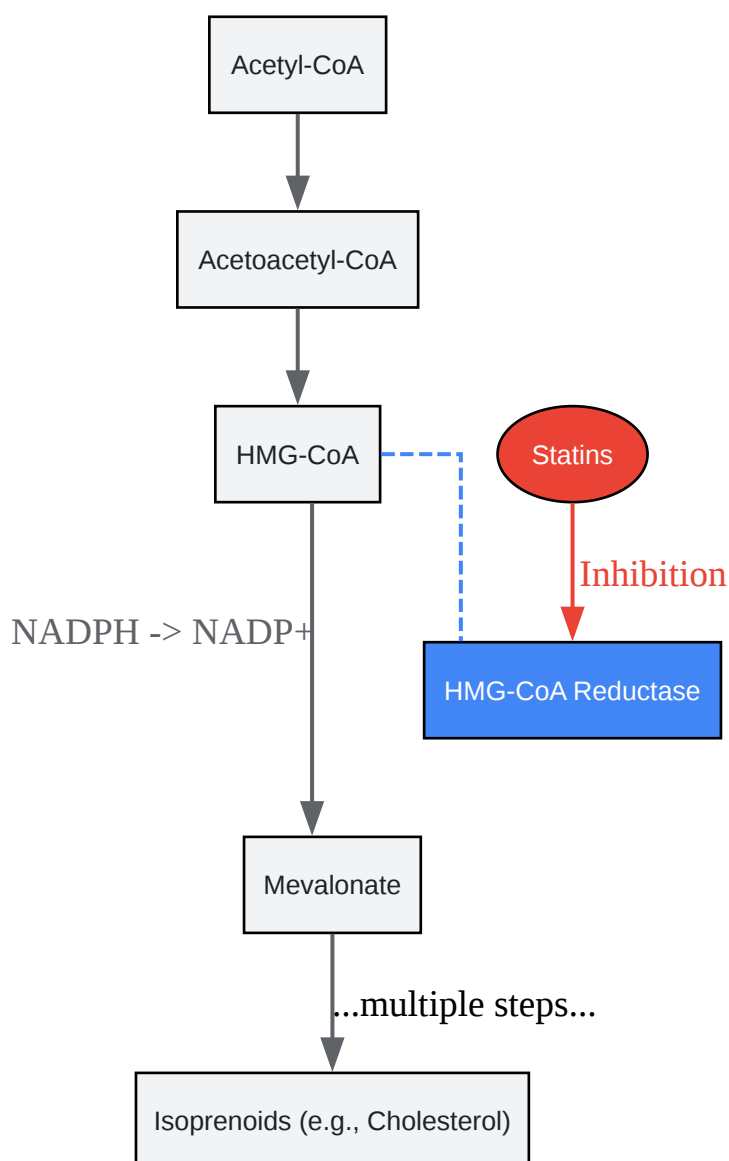 Acetyl-CoA
Acetoacetyl-CoA
HMG-CoA
Statins
Inhibition
NADPH -> NADP+
HMG-CoA Reductase
Mevalonate
...multiple steps...
Isoprenoids (e.g., Cholesterol)